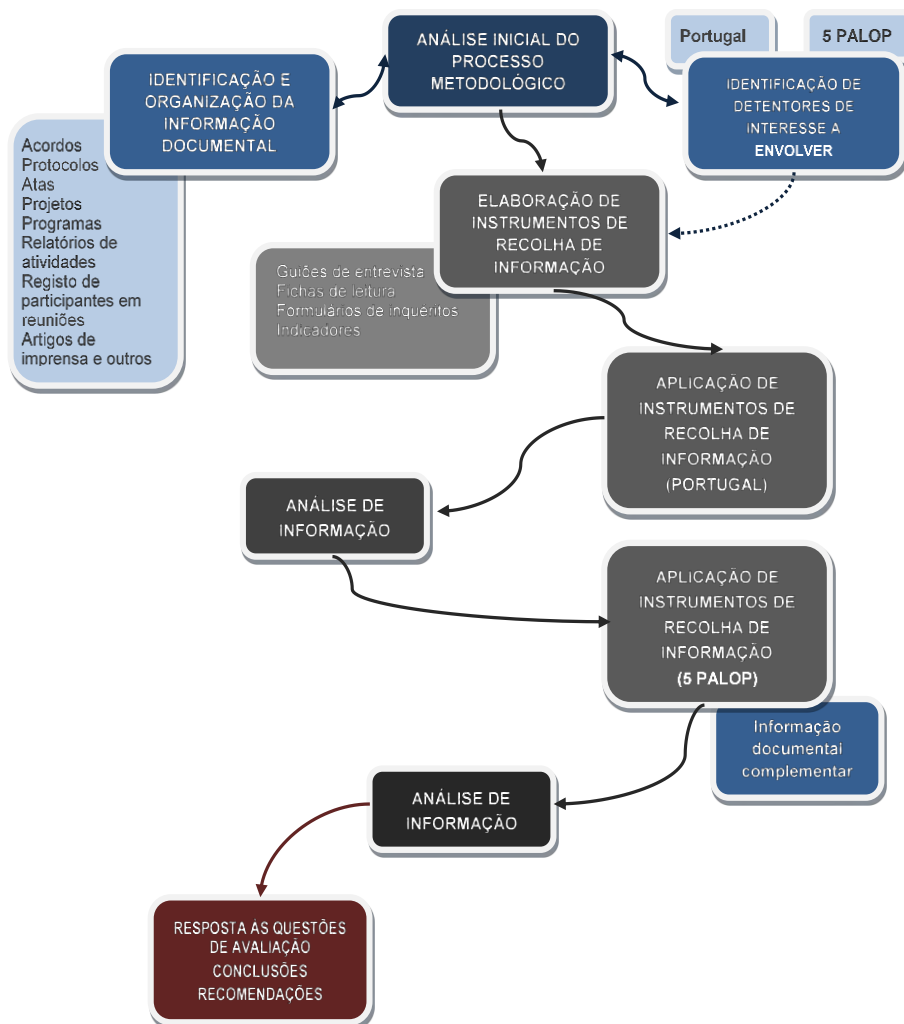 ANÁLISE INICIAL DO
PROCESSO
METODOLÓGICO
Portugal
5 PALOP
IDENTIFICAÇÃO E
ORGANIZAÇÃO DA
INFORMAÇÃO
DOCUMENTAL
IDENTIFICAÇÃO DE
DETENTORES DE
INTERESSE A
ENVOLVER
Acordos
Protocolos
Atas
Projetos
Programas
Relatórios de
atividades
Registo de
participantes em
reuniões
Artigos de
imprensa e outros
ELABORAÇÃO DE
INSTRUMENTOS DE
RECOLHA DE
INFORMAÇÃO
Guiões de entrevista
Fichas de leitura
Formulários de inquéritos
Indicadores
APLICAÇÃO DE
INSTRUMENTOS DE
RECOLHA DE
INFORMAÇÃO
(PORTUGAL)
ANÁLISE DE
INFORMAÇÃO
APLICAÇÃO DE
INSTRUMENTOS DE
RECOLHA DE
INFORMAÇÃO
(5 PALOP)
Informação
documental
complementar
ANÁLISE DE
INFORMAÇÃO
RESPOSTA ÀS QUESTÕES
DE AVALIAÇÃO
CONCLUSÕES
RECOMENDAÇÕES